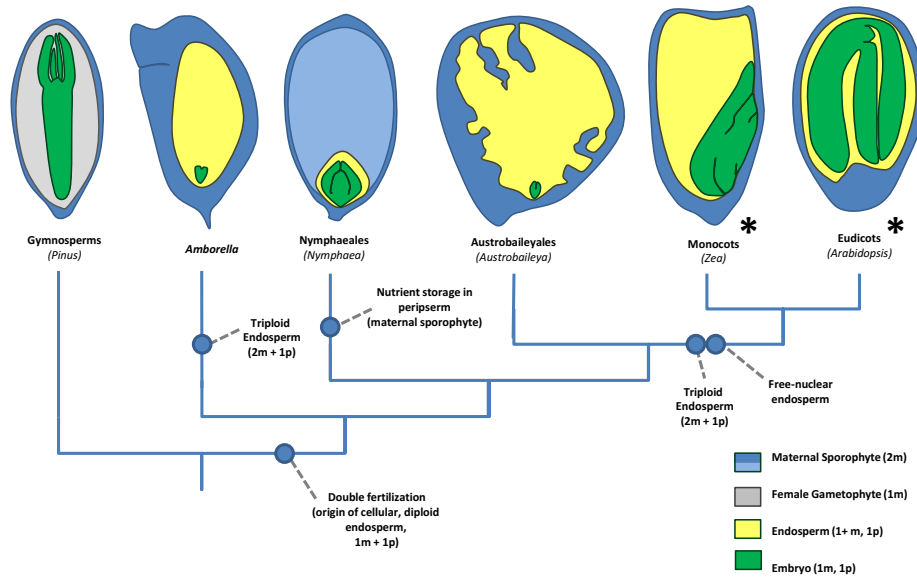 Gymnosperms
(Pinus)
Amborella
Nymphaeales
(Nymphaea)
Austrobaileyales
(Austrobaileya)
Monocots
(Zea)
*
Eudicots
(Arabidopsis)
*
Triploid
Endosperm
(2m + 1p)
Nutrient storage in
peripserm
(maternal sporophyte)
Triploid
Endosperm
(2m + 1p)
Free-nuclear
endosperm
Double fertilization
(origin of cellular, diploid
endosperm,
1m + 1p)
Maternal Sporophyte (2m)
Female Gametophyte (1m)
Endosperm (1+ m, 1p)
Embryo (1m, 1p)